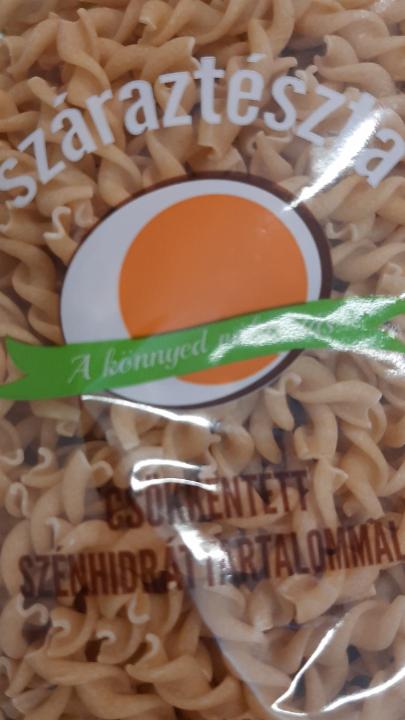 száraztészta
A könnyed
CSÖKKENTETT
SZÉNHIDRÁT TARTALOMMAL